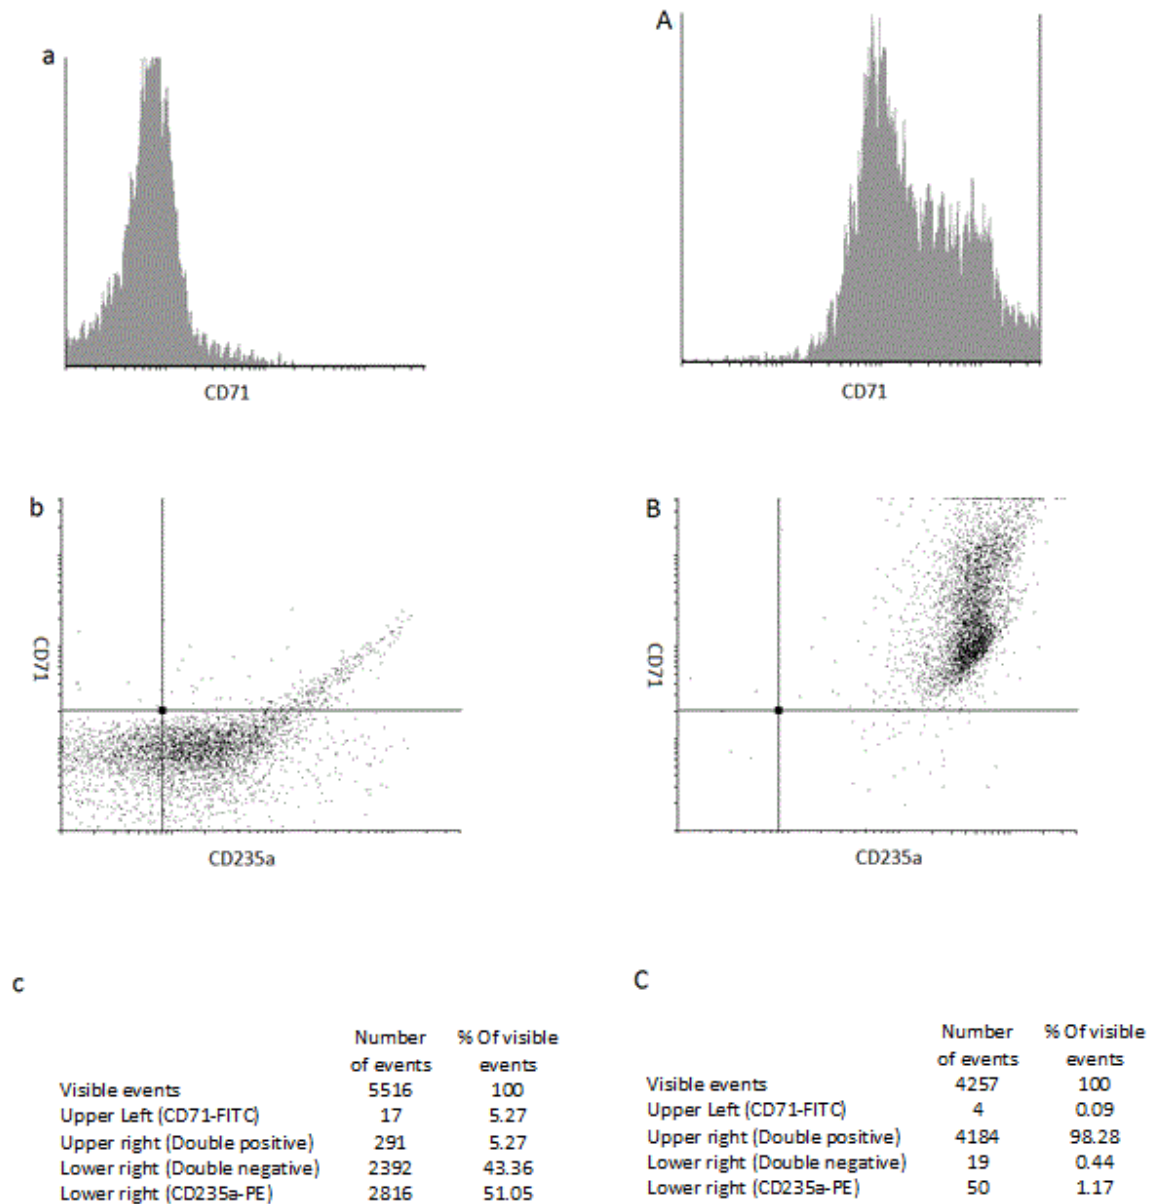 a
CD71
A
CD71
b
CD71
CD235a
B
CD71
CD235a
c
Number % Of visible
of events events
Visible events 5516 100
Upper Left (CD71-FITC) 17 5.27
Upper right (Double positive) 291 5.27
Lower right (Double negative) 2392 43.36
Lower right (CD235a-PE) 2816 51.05
C
Number % Of visible
of events events
Visible events 4257 100
Upper Left (CD71-FITC) 4 0.09
Upper right (Double positive) 4184 98.28
Lower right (Double negative) 19 0.44
Lower right (CD235a-PE) 50 1.17